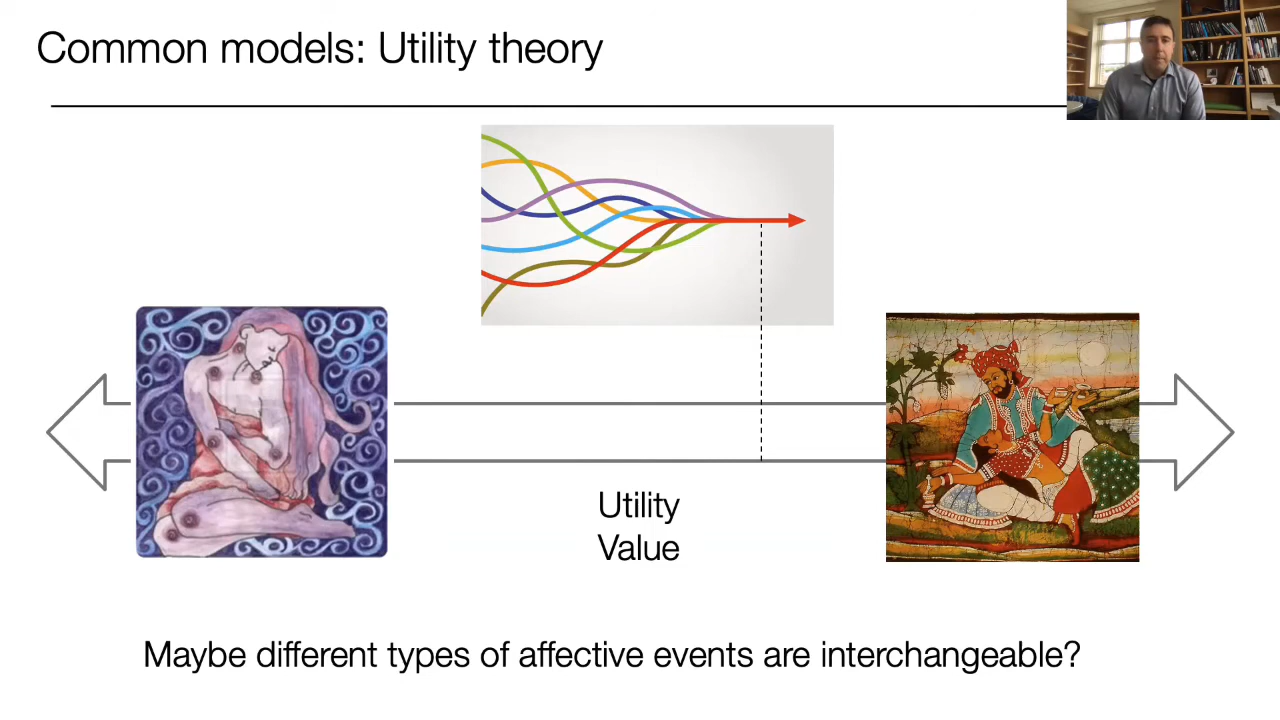 Common models: Utility theory
Utility
Value
Maybe different types of affective events are interchangeable?